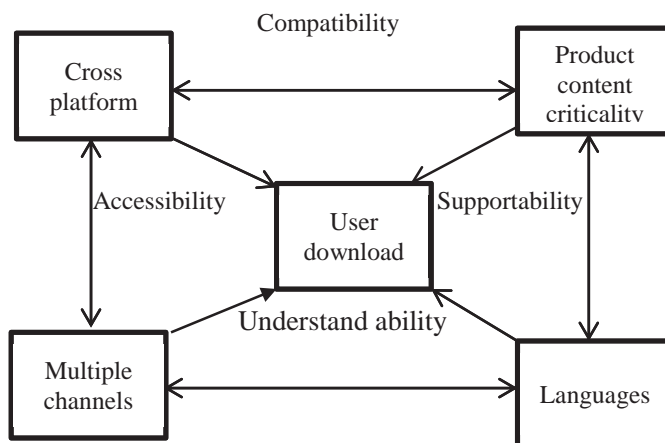 Compatibility
Cross
platform
Product
content
criticality
Accessibility
Supportability
User
download
Understand ability
Multiple
channels
Languages